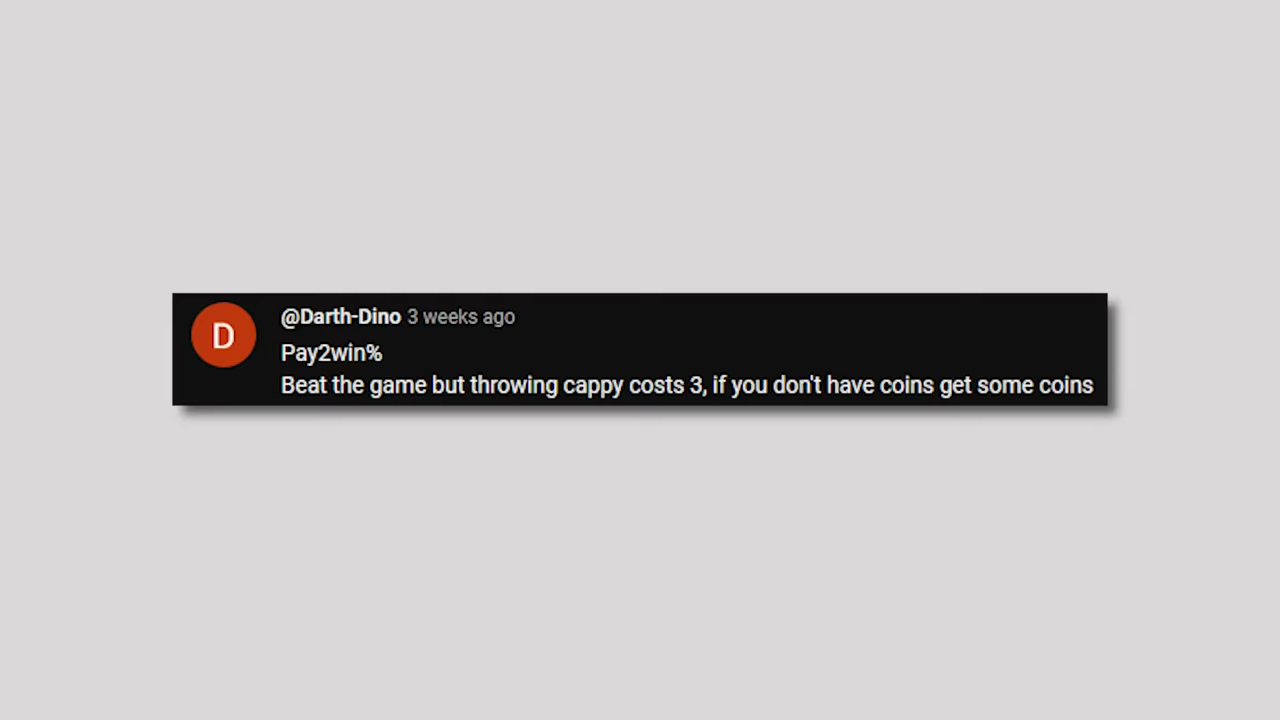 D
@Darth-Dino 3 weeks ago
Pay2win%
Beat the game but throwing cappy costs 3, if you don't have coins get some coins